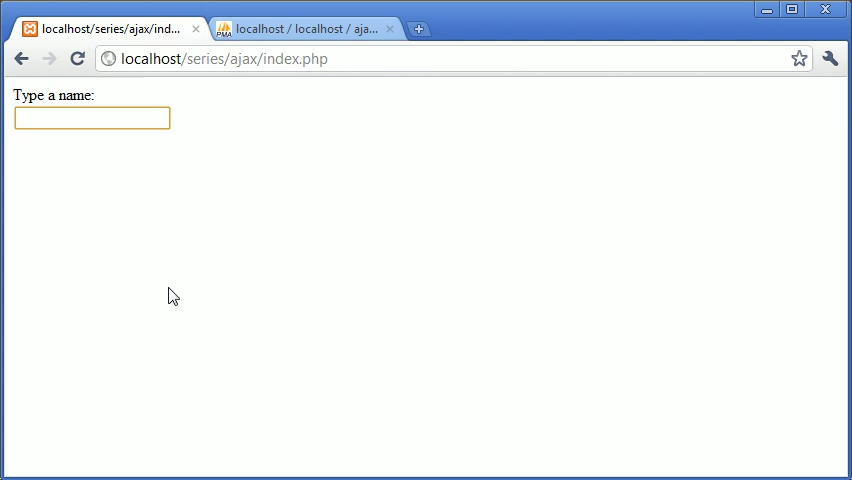 localhost/series/ajax/ind...
PMA
localhost / localhost / aja...
localhost/series/ajax/index.php
Type a name: